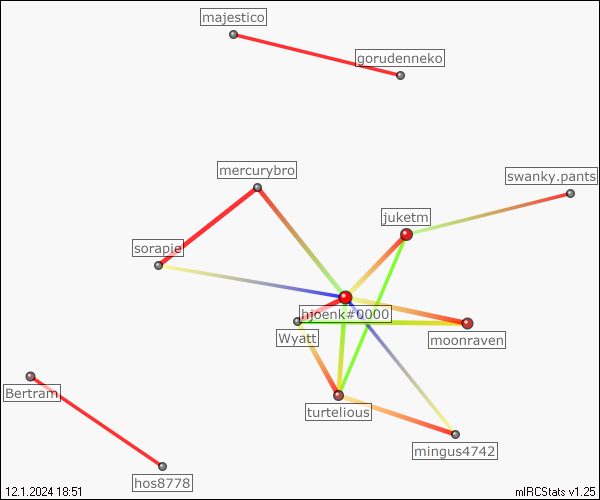 majestico
gorudenneko
mercurybro
swanky.pants
juketm
sorapie
hjoenk#0000
Wyatt
moonraven
Bertram
turtelious
mingus4742
hos8778
12.1.2024 18:51
mIRCStats v1.25